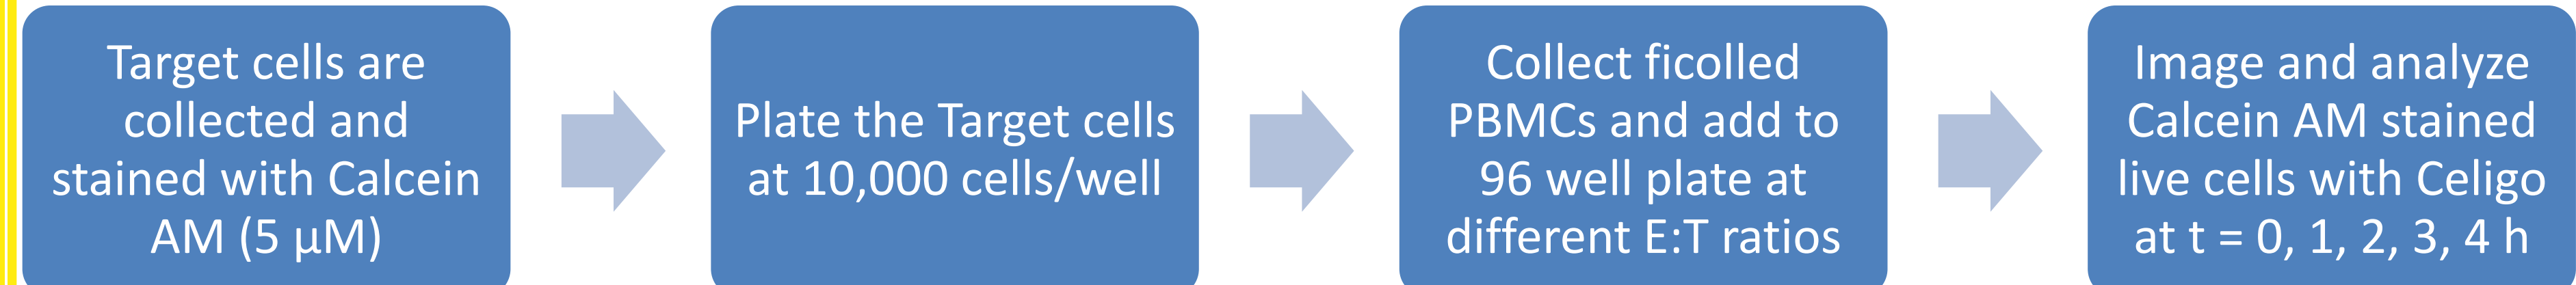 Target cells are
collected and
stained with Calcein
AM (5 µM)
Plate the Target cells
at 10,000 cells/well
Collect ficolled
PBMCs and add to
96 well plate at
different E:T ratios
Image and analyze
Calcein AM stained
live cells with Celigo
at t = 0, 1, 2, 3, 4 h